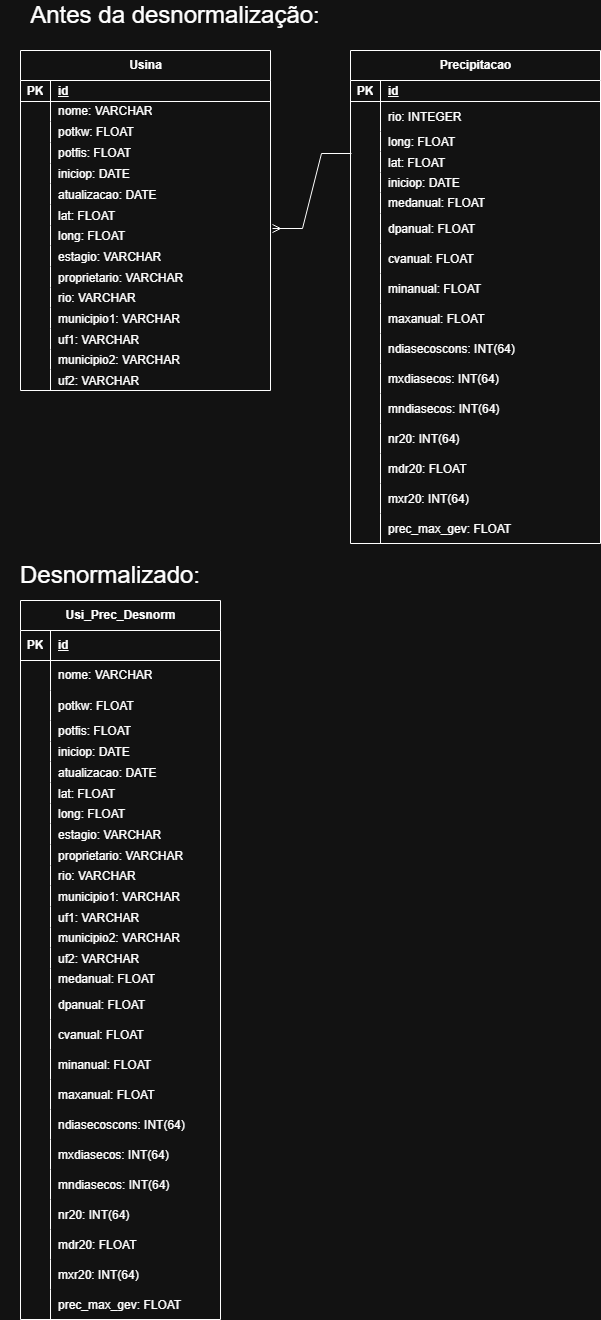 Antes da desnormalização:
Usina
PK id
nome: VARCHAR
potkw: FLOAT
potfis: FLOAT
iniciop: DATE
atualizacao: DATE
lat: FLOAT
long: FLOAT
estagio: VARCHAR
proprietario: VARCHAR
rio: VARCHAR
municipio1: VARCHAR
uf1: VARCHAR
municipio2: VARCHAR
uf2: VARCHAR
Precipitacao
PK id
rio: INTEGER
long: FLOAT
lat: FLOAT
iniciop: DATE
medanual: FLOAT
dpanual: FLOAT
cvanual: FLOAT
minanual: FLOAT
maxanual: FLOAT
ndiasecoscons: INT(64)
mxdiasecos: INT(64)
mndiasecos: INT(64)
nr20: INT(64)
mdr20: FLOAT
mxr20: INT(64)
prec_max_gev: FLOAT
Desnormalizado:
Usi_Prec_Desnorm
PK id
nome: VARCHAR
potkw: FLOAT
potfis: FLOAT
iniciop: DATE
atualizacao: DATE
lat: FLOAT
long: FLOAT
estagio: VARCHAR
proprietario: VARCHAR
rio: VARCHAR
municipio1: VARCHAR
uf1: VARCHAR
municipio2: VARCHAR
uf2: VARCHAR
medanual: FLOAT
dpanual: FLOAT
cvanual: FLOAT
minanual: FLOAT
maxanual: FLOAT
ndiasecoscons: INT(64)
mxdiasecos: INT(64)
mndiasecos: INT(64)
nr20: INT(64)
mdr20: FLOAT
mxr20: INT(64)
prec_max_gev: FLOAT